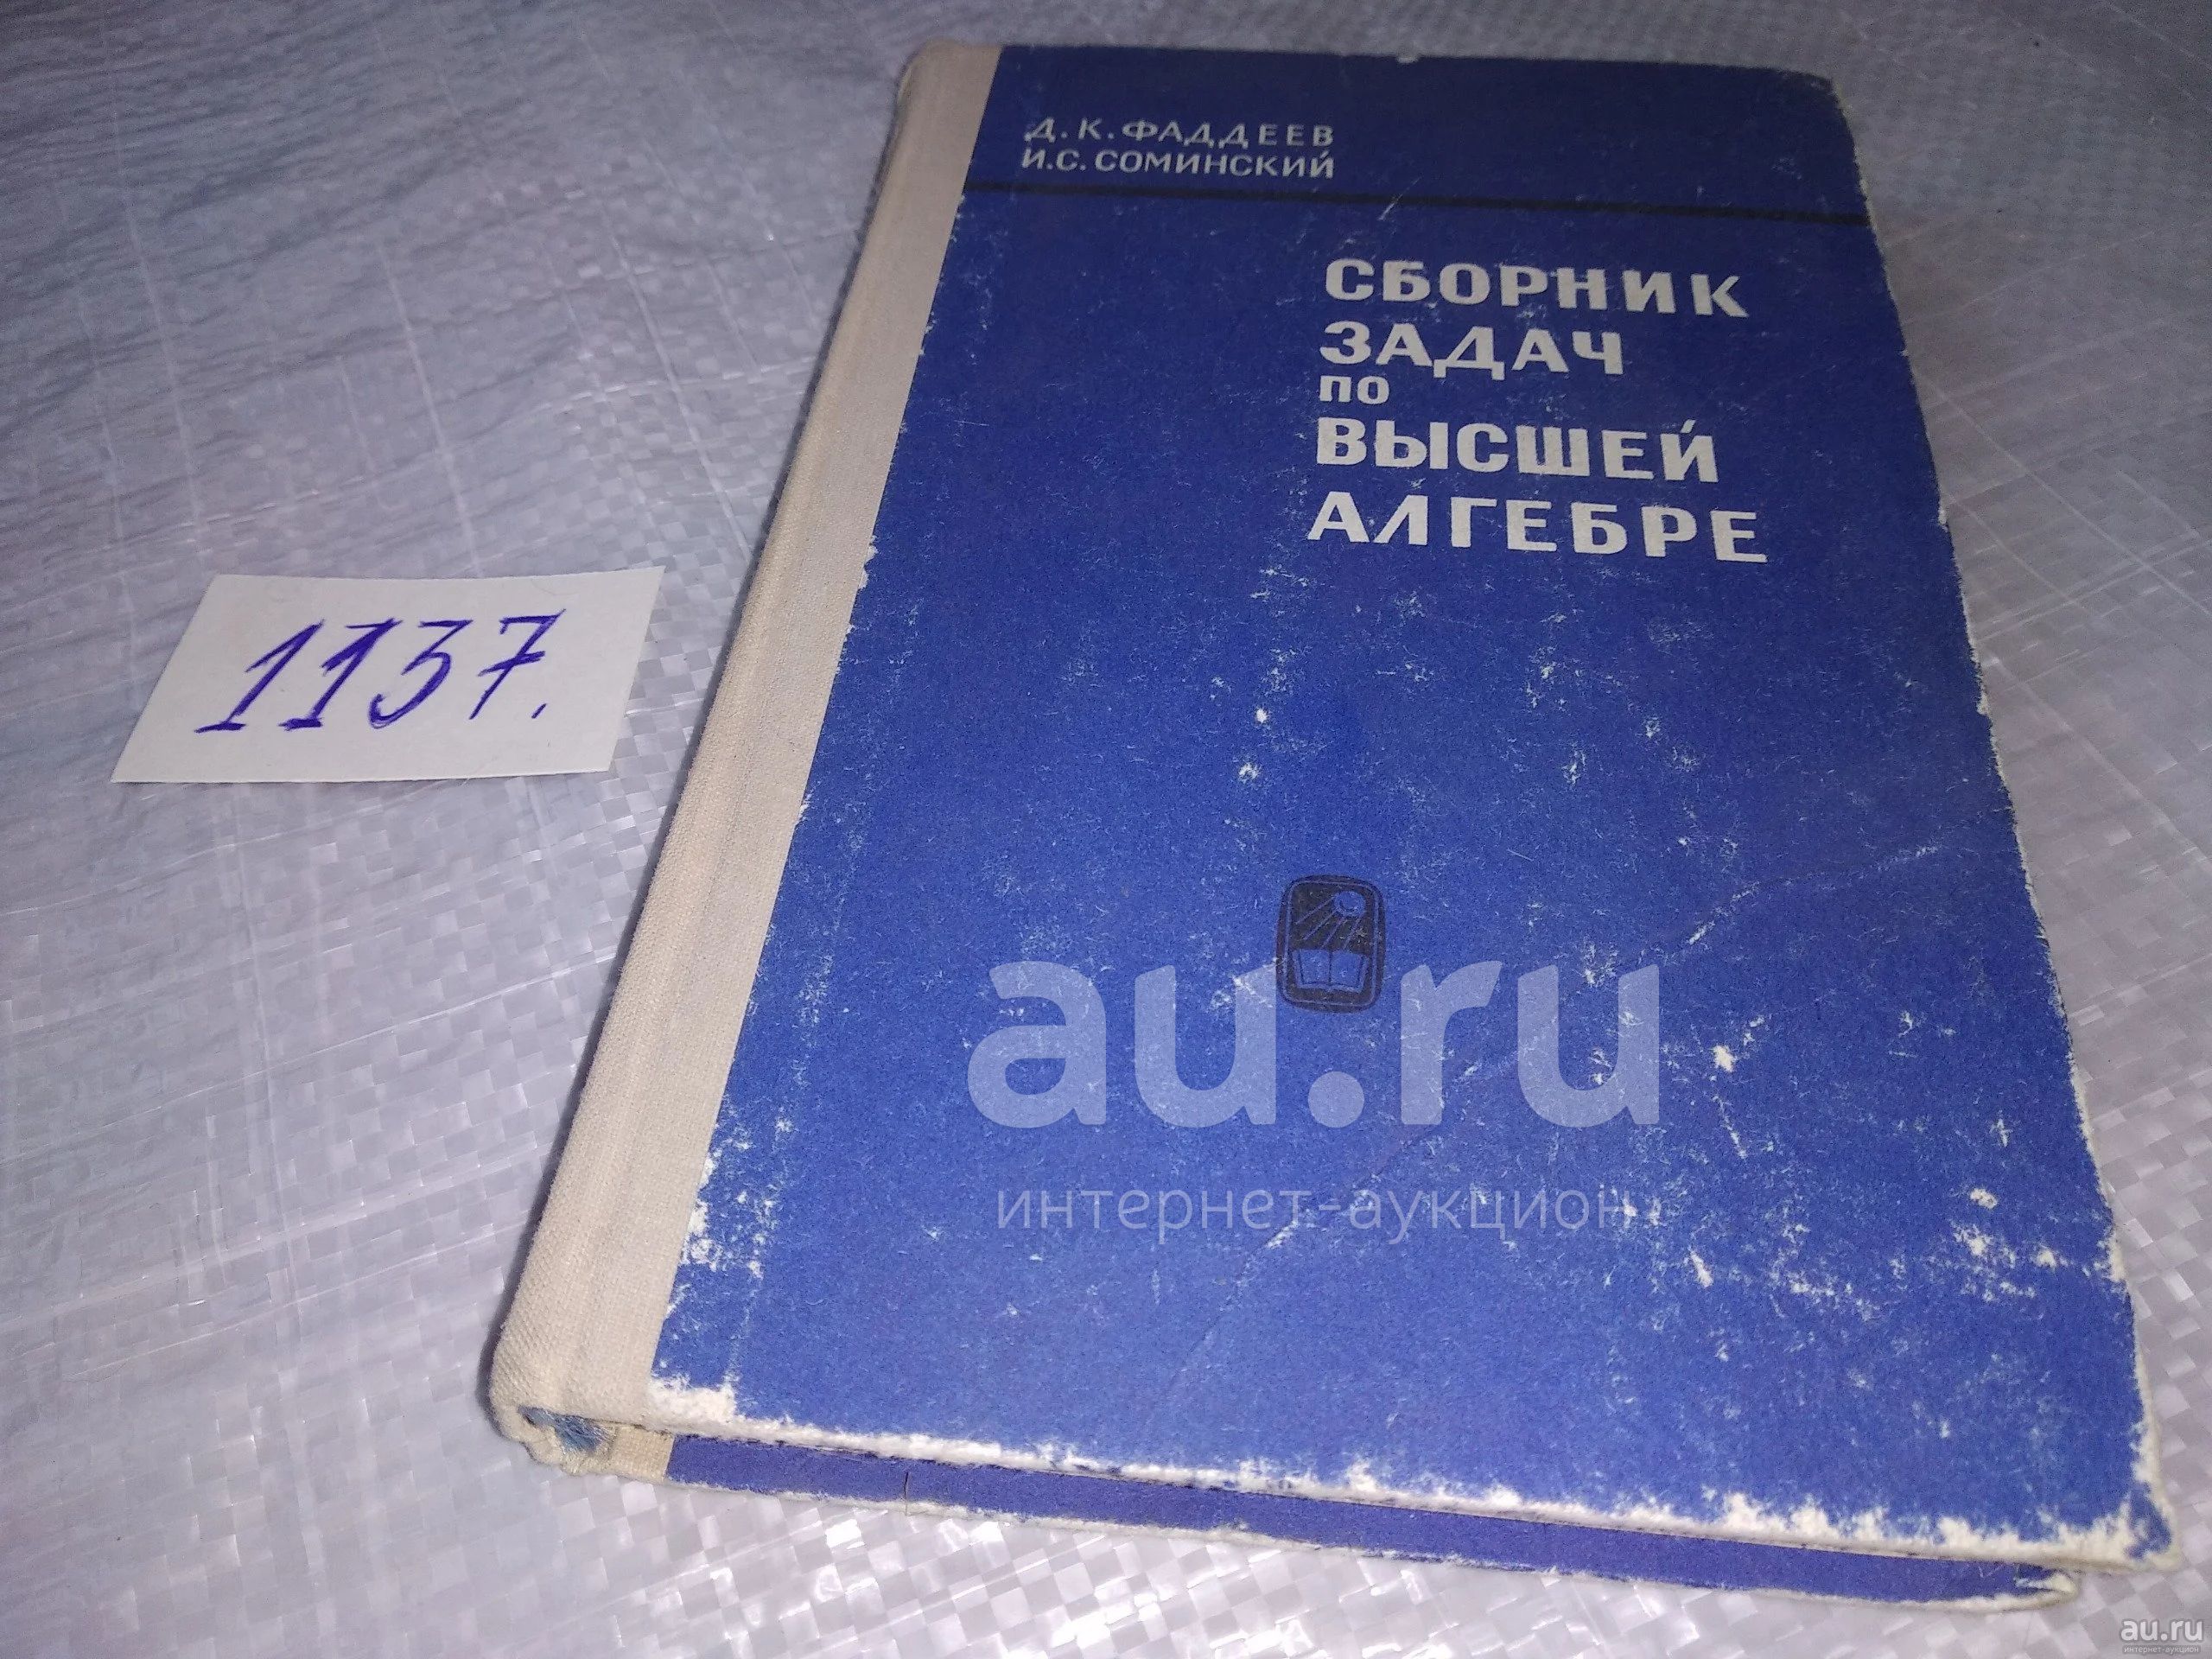 Д. К. ФАДДЕЕВ
И. С. СОМИНСКИЙ
СБОРНИК
ЗАДАЧ
ПО
ВЫСШЕЙ
АЛГЕБРЕ
1137.
au.ru
интернет-аукцион
au.ru
интернет-аукцион